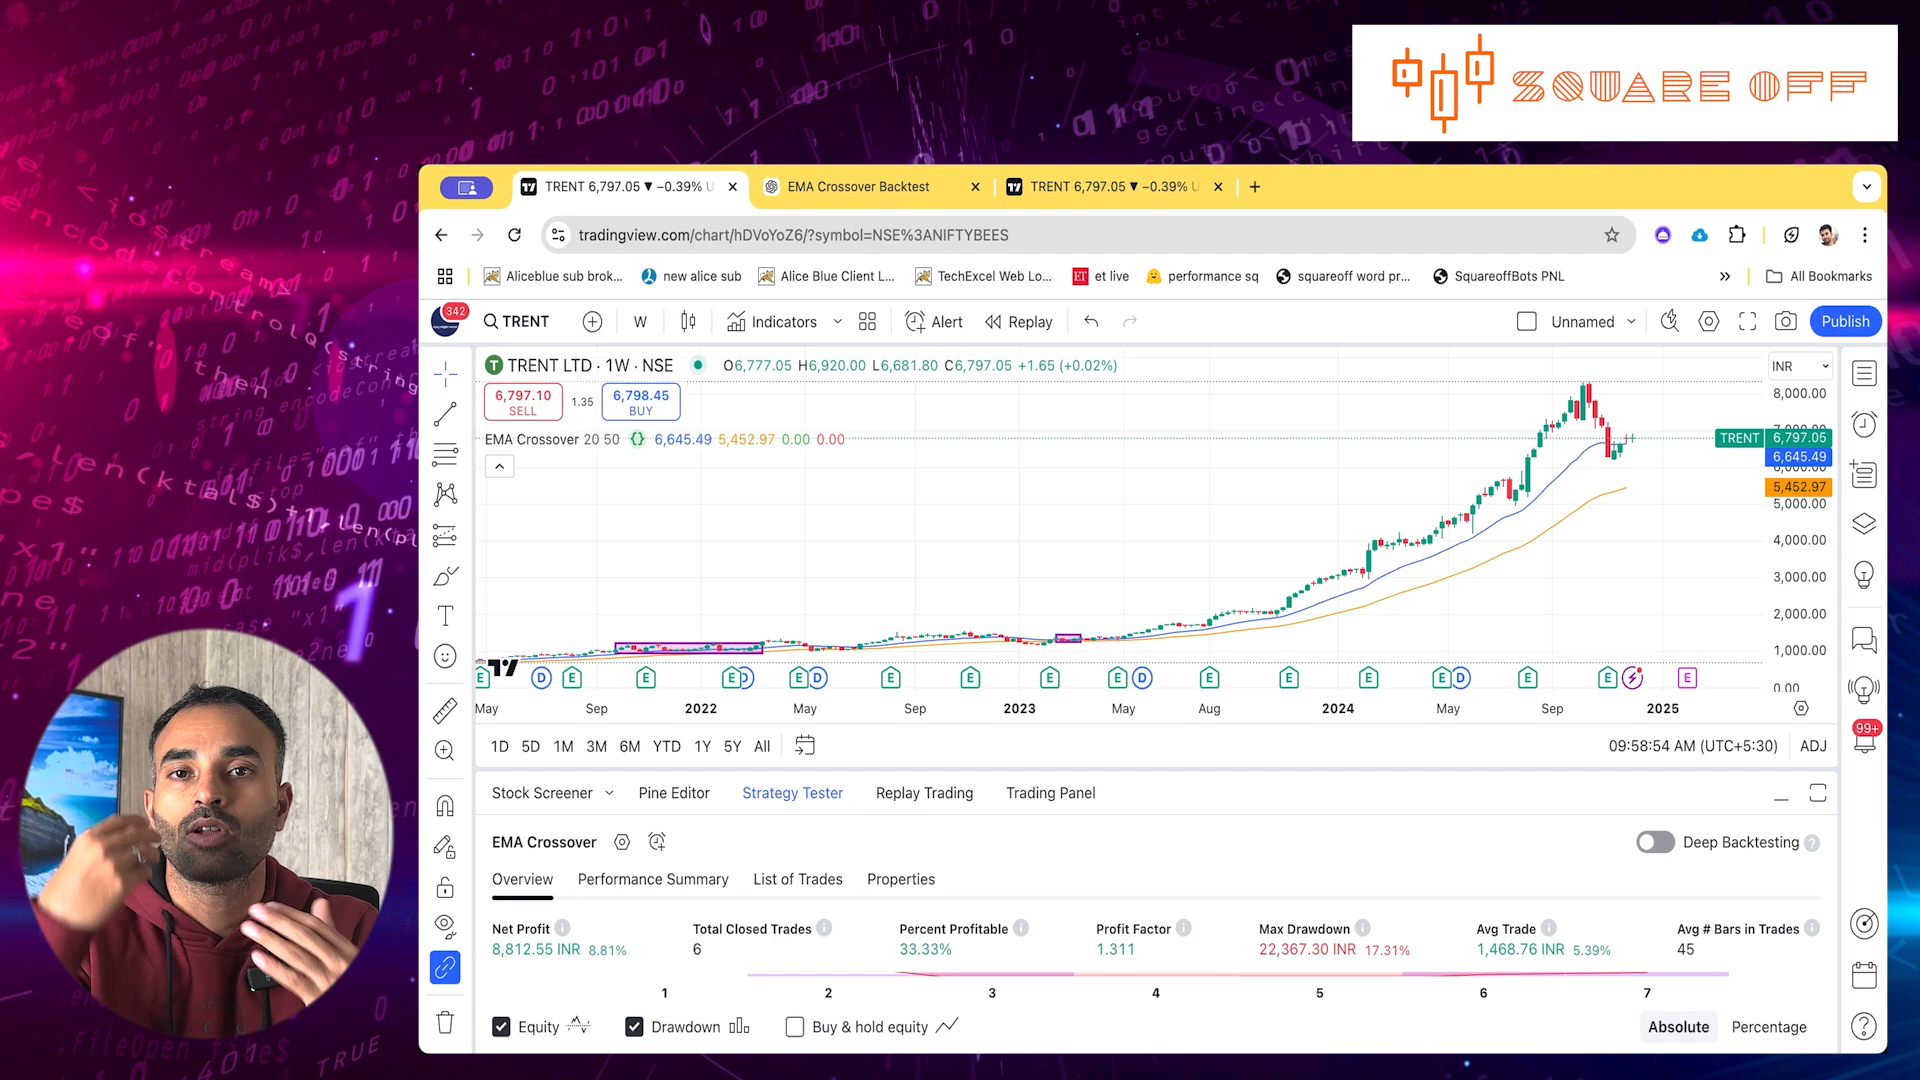 SQUARE OFF
TRENT 6,797.05 ▼ −0.39% U
EMA Crossover Backtest
TRENT 6,797.05 ▼ −0.39% U
tradingview.com/chart/hDVoYoZ6/?symbol=NSE%3ANIFTYBEES
Aliceblue sub brok...
new alice sub
Alice Blue Client L...
TechExcel Web Lo...
ET et live
performance sq
squareoff word pr...
SquareoffBots PNL
All Bookmarks
342
TRENT
W
Indicators
Alert
Replay
Unnamed
Publish
T TRENT LTD · 1W · NSE
O6,777.05 H6,920.00 L6,681.80 C6,797.05 +1.65 (+0.02%)
INR
6,797.10
SELL
1.35
6,798.45
BUY
EMA Crossover 20 50 {} 6,645.49 5,452.97 0.00 0.00
8,000.00
TRENT 6,797.05
6,645.49
5,452.97
5,000.00
4,000.00
3,000.00
2,000.00
1,000.00
0.00
E D E E E D E D E E E E D E E E E D E E E
May Sep 2022 May Sep 2023 May Aug 2024 May Sep 2025
1D 5D 1M 3M 6M YTD 1Y 5Y All
09:58:54 AM (UTC+5:30)
ADJ
99+
Stock Screener
Pine Editor
Strategy Tester
Replay Trading
Trading Panel
EMA Crossover
Deep Backtesting
Overview
Performance Summary
List of Trades
Properties
Net Profit
8,812.55 INR 8.81%
Total Closed Trades
6
Percent Profitable
33.33%
Profit Factor
1.311
Max Drawdown
22,367.30 INR 17.31%
Avg Trade
1,468.76 INR 5.39%
Avg # Bars in Trades
45
1 2 3 4 5 6 7
Equity
Drawdown
Buy & hold equity
Absolute
Percentage